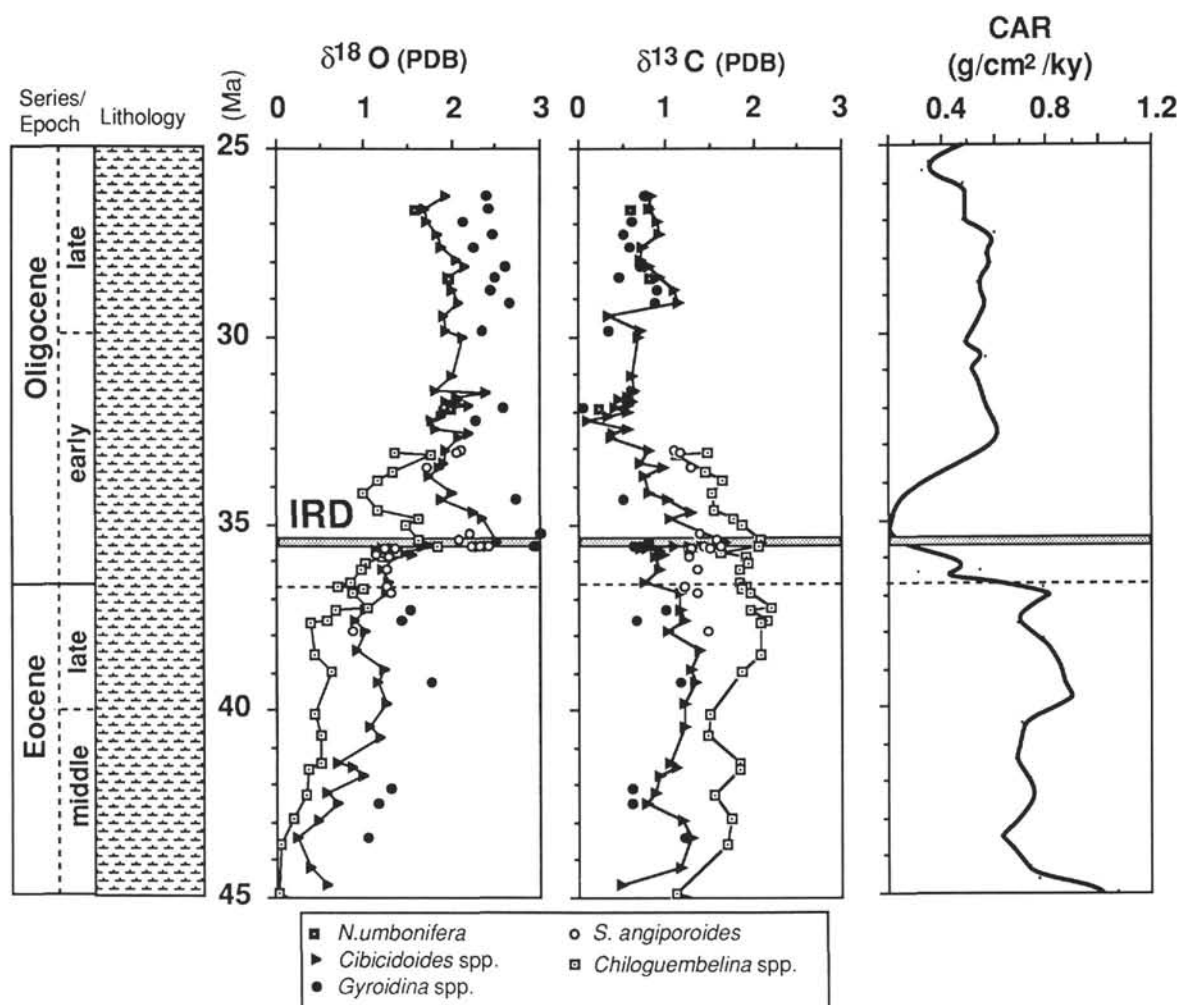 δ18 O (PDB)
δ13 C (PDB)
CAR
(g/cm2 /ky)
Series/
Epoch
Lithology
(Ma)
0 1 2 3
0 1 2 3
0.4 0.8 1.2
25
30
35
40
45
Oligocene
late
early
Eocene
late
middle
IRD
N.umbonifera
Cibicidoides spp.
Gyroidina spp.
S. angiporoides
Chiloguembelina spp.